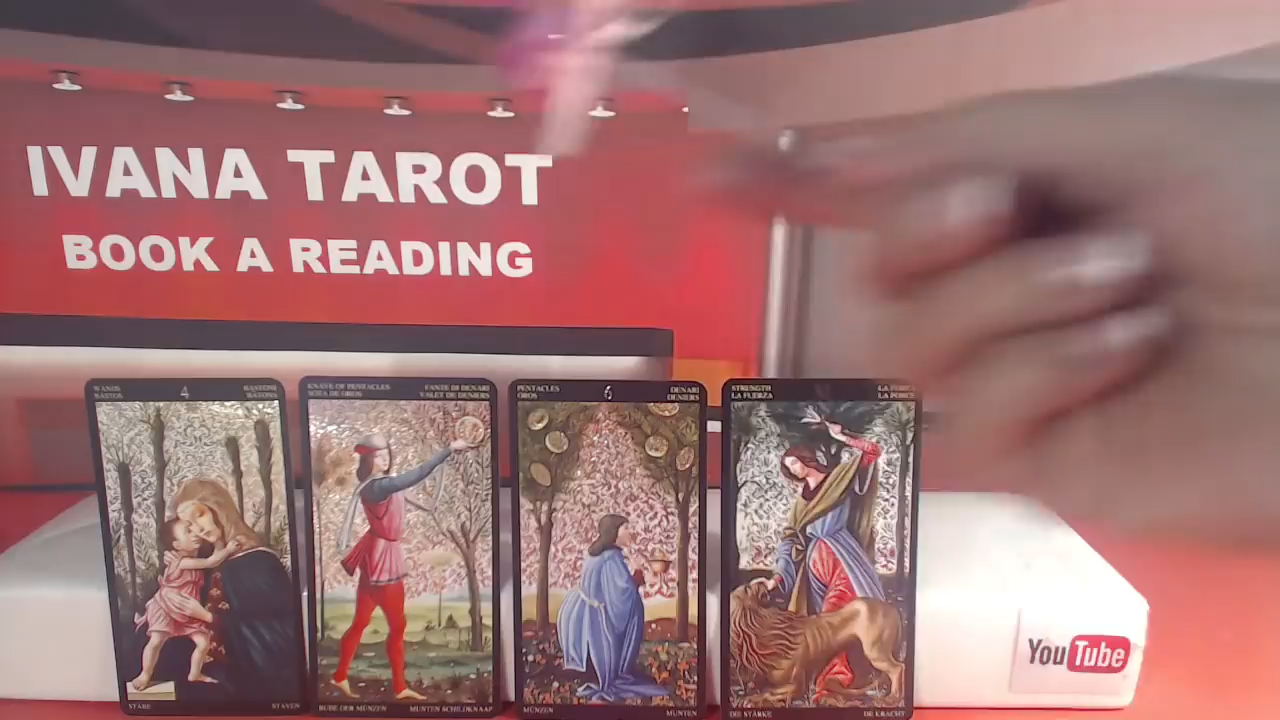 IVANA TAROT
BOOK A READING
WANDS
BASTOS
4
BASTONI
BATONS
STÄBE
STAVEN
KNAVE OF PENTACLES
SOTA DE OROS
FANTE DI DENARI
VALET DE DENIERS
BUBE DER MÜNZEN
MUNTEN SCHILDKNAAP
PENTACLES
OROS
6
DENARI
DENIERS
MÜNZEN
MUNTEN
STRENGTH
LA FUERZA
LA FORZA
LA FORCE
DIE STÄRKE
DE KRACHT
YouTube